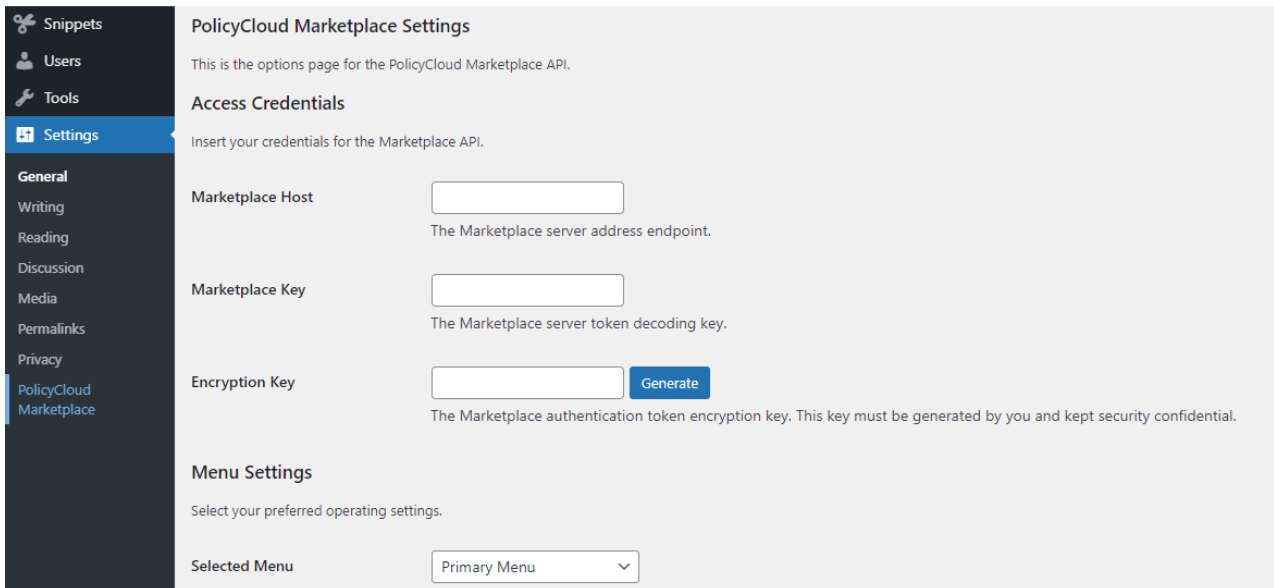 Snippets
Users
Tools
Settings
General
Writing
Reading
Discussion
Media
Permalinks
Privacy
PolicyCloud
Marketplace
PolicyCloud Marketplace Settings
This is the options page for the PolicyCloud Marketplace API.
Access Credentials
Insert your credentials for the Marketplace API.
Marketplace Host
The Marketplace server address endpoint.
Marketplace Key
The Marketplace server token decoding key.
Encryption Key
Generate
The Marketplace authentication token encryption key. This key must be generated by you and kept security confidential.
Menu Settings
Select your preferred operating settings.
Selected Menu
Primary Menu